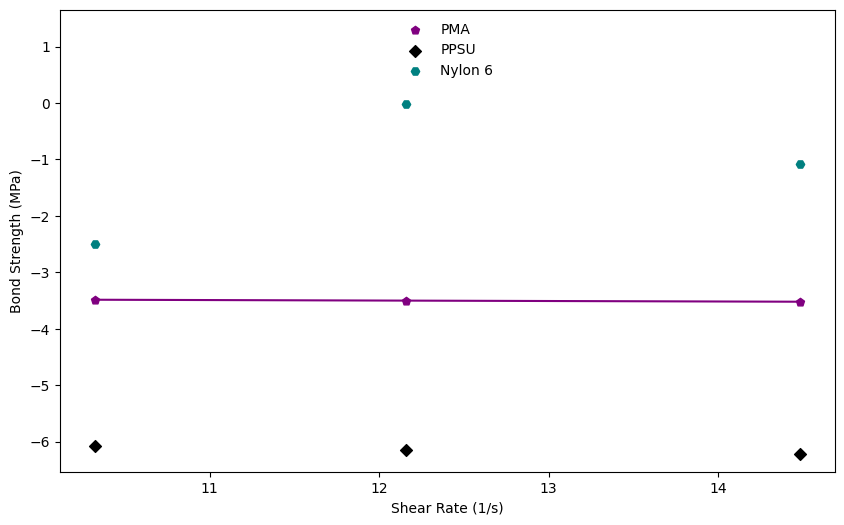 PMA
PPSU
Nylon 6
1
0
−1
−2
−3
−4
−5
−6
Bond Strength (MPa)
11
12
13
14
Shear Rate (1/s)